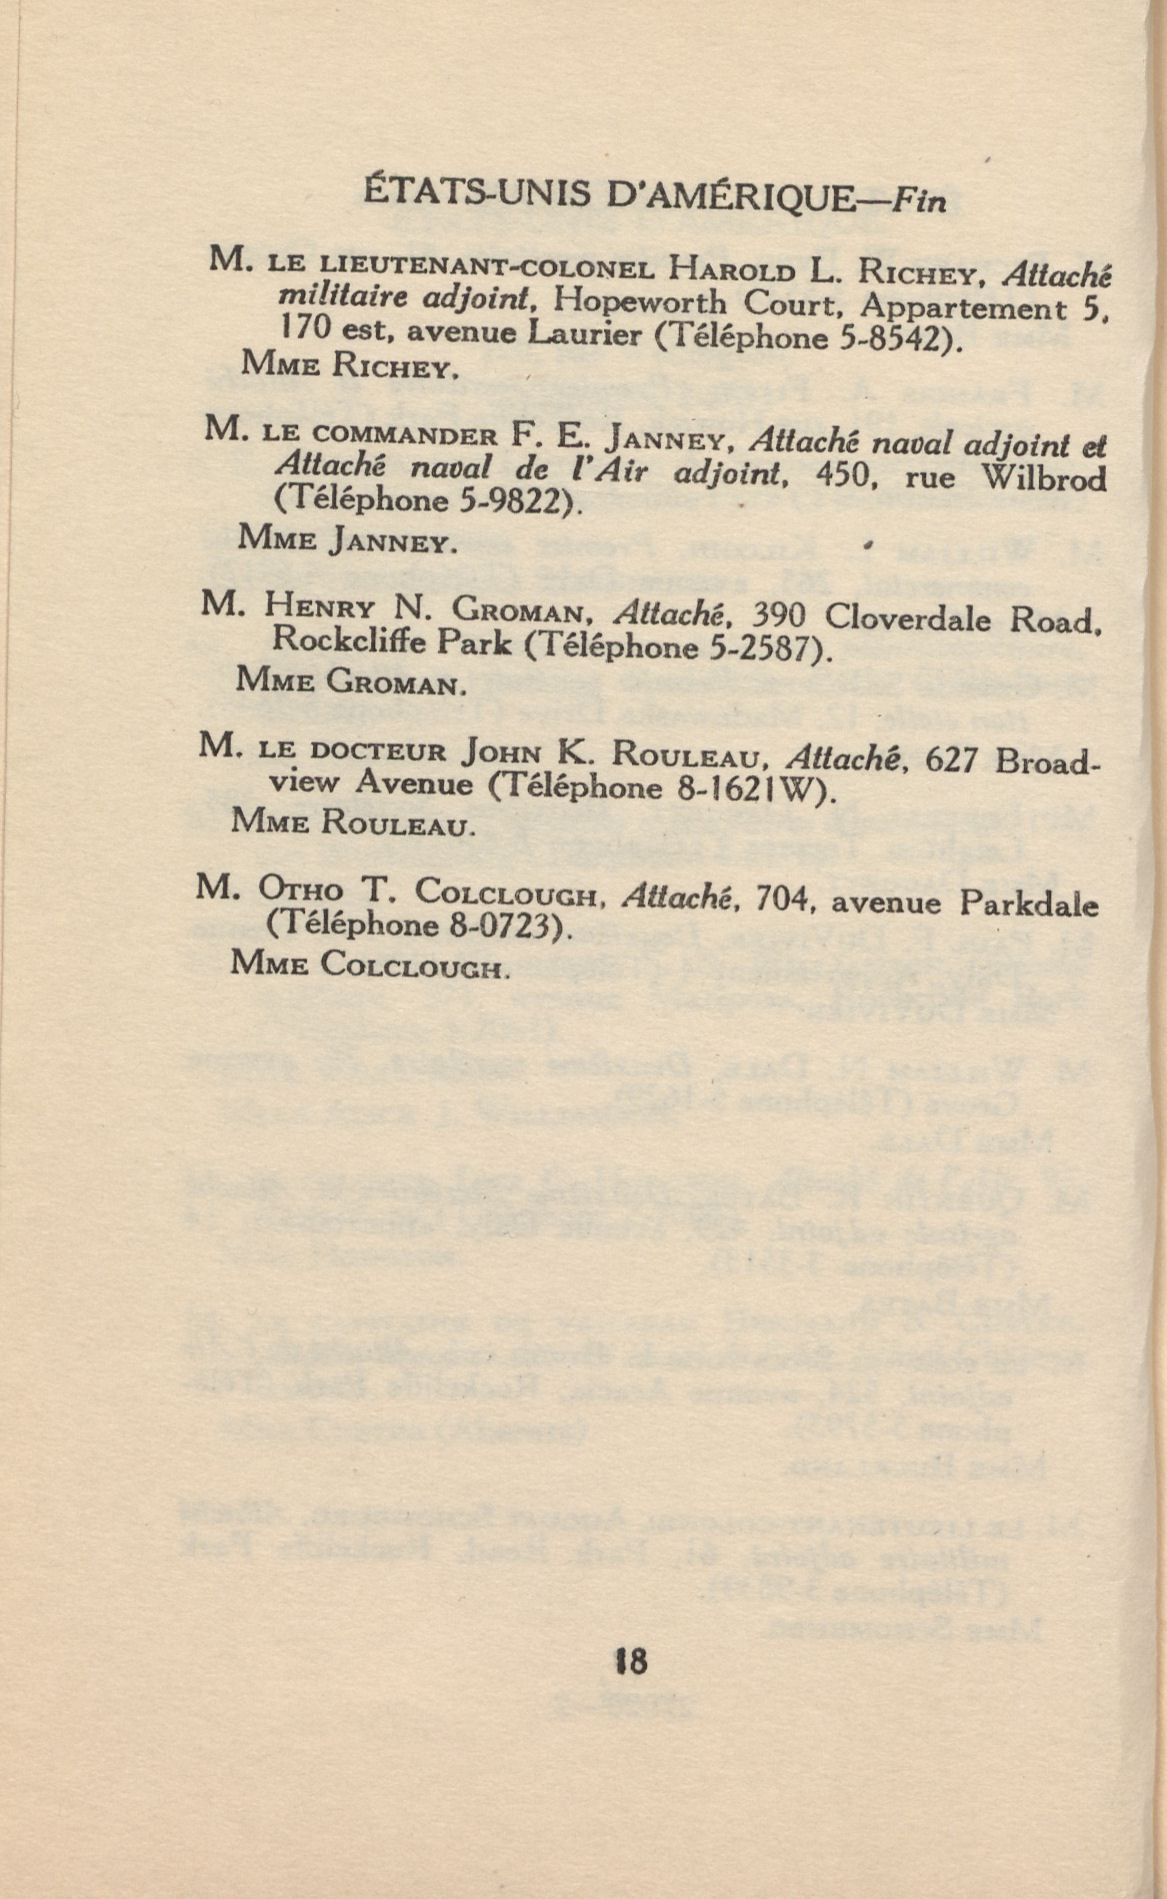 ÉTATS-UNIS D'AMÉRIQUE—Fin
M. LE LIEUTENANT-COLONEL HAROLD L. RICHEY, Attaché
militaire adjoint, Hopeworth Court, Appartement 5,
170 est, avenue Laurier (Téléphone 5-8542).
MME RICHEY.
M. LE COMMANDER F. E. JANNEY, Attaché naval adjoint et
Attaché naval de l'Air adjoint, 450, rue Wilbrod
(Téléphone 5-9822).
MME JANNEY.
M. HENRY N. GROMAN, Attaché, 390 Cloverdale Road,
Rockcliffe Park (Téléphone 5-2587).
MME GROMAN.
M. LE DOCTEUR JOHN K. ROULEAU, Attaché, 627 Broad-
view Avenue (Téléphone 8-1621W).
MME ROULEAU.
M. OTHO T. COLCLOUGH, Attaché, 704, avenue Parkdale
(Téléphone 8-0723).
MME COLCLOUGH.
18